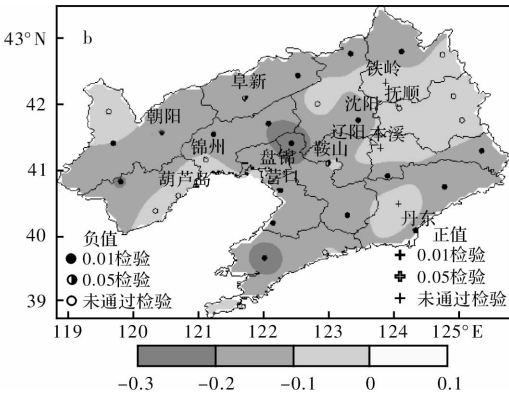 43° N
b
铁岭
阜新
抚顺
42
沈阳
朝阳
辽阳 本溪
锦州
盘锦
鞍山
41
葫芦岛
营口
丹东
40
负值
正值
0.01检验
0.01检验
0.05检验
0.05检验
39
未通过检验
未通过检验
119 120 121 122 123 124 125° E
-0.3 -0.2 -0.1 0 0.1